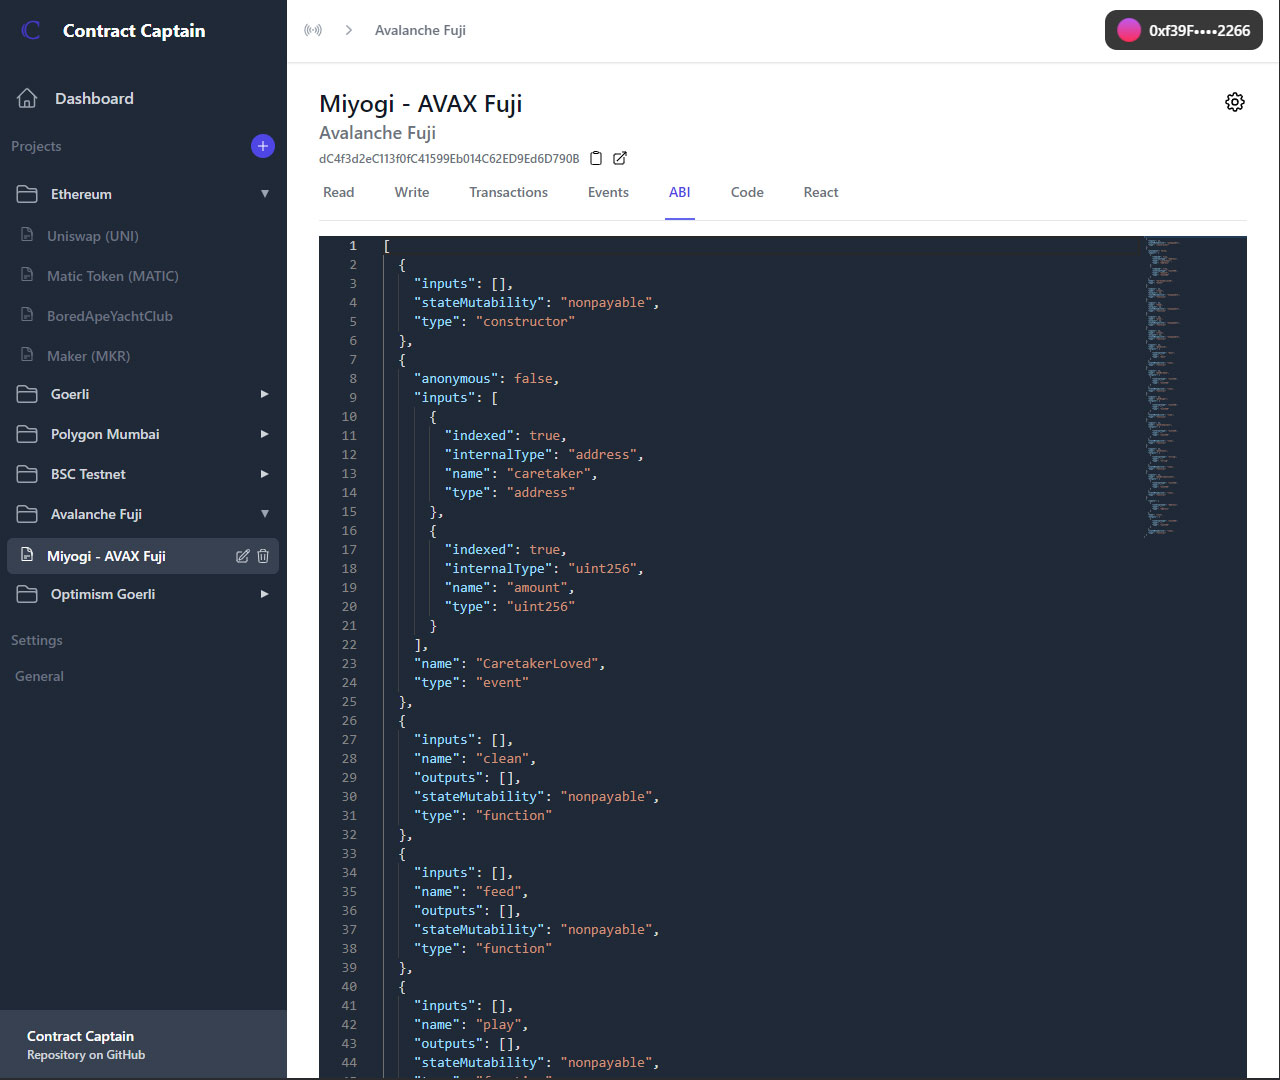 C Contract Captain
Dashboard
Projects +
Ethereum ▼
Uniswap (UNI)
Matic Token (MATIC)
BoredApeYachtClub
Maker (MKR)
Goerli ▶
Polygon Mumbai ▶
BSC Testnet ▶
Avalanche Fuji ▼
Miyogi - AVAX Fuji
Optimism Goerli ▶
Settings
General
Contract Captain
Repository on GitHub
Avalanche Fuji
0xf39F••••2266
Miyogi - AVAX Fuji
Avalanche Fuji
dC4f3d2eC113f0fC41599Eb014C62ED9Ed6D790B
Read Write Transactions Events ABI Code React
1 [
2 {
3 "inputs": [],
4 "stateMutability": "nonpayable",
5 "type": "constructor"
6 },
7 {
8 "anonymous": false,
9 "inputs": [
10 {
11 "indexed": true,
12 "internalType": "address",
13 "name": "caretaker",
14 "type": "address"
15 },
16 {
17 "indexed": true,
18 "internalType": "uint256",
19 "name": "amount",
20 "type": "uint256"
21 }
22 ],
23 "name": "CaretakerLoved",
24 "type": "event"
25 },
26 {
27 "inputs": [],
28 "name": "clean",
29 "outputs": [],
30 "stateMutability": "nonpayable",
31 "type": "function"
32 },
33 {
34 "inputs": [],
35 "name": "feed",
36 "outputs": [],
37 "stateMutability": "nonpayable",
38 "type": "function"
39 },
40 {
41 "inputs": [],
42 "name": "play",
43 "outputs": [],
44 "stateMutability": "nonpayable",